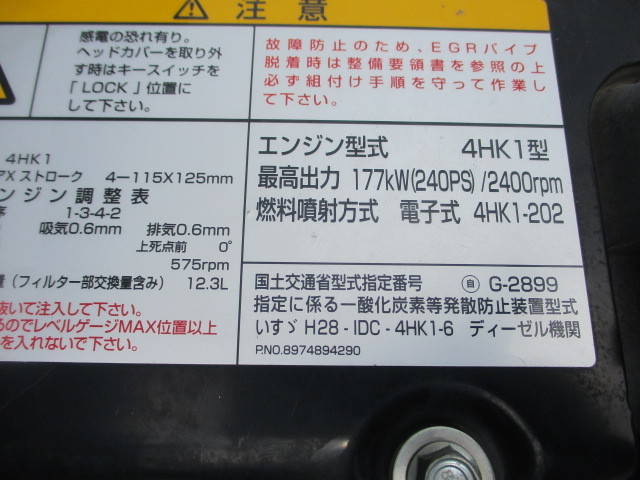 注意
感電の恐れ有り。
ヘッドカバーを取り外
す時はキースイッチを
「LOCK」位置に
して下さい。
故障防止のため、EGRパイプ
脱着時は整備要領書を参照の上
必ず組付け手順を守って作業し
て下さい。
4HK1
Xストローク 4-115X125mm
ンジン調整表
1-3-4-2
吸気0.6mm 排気0.6mm
上死点前 0°
575rpm
(フィルター部交換量含み) 12.3L
いて注入して下さい。
るのでレベルゲージMAX位置以上
を入れないで下さい。
エンジン型式 4HK1型
最高出力 177kW(240PS)/2400rpm
燃料噴射方式 電子式 4HK1-202
国土交通省型式指定番号 自 G-2899
指定に係る一酸化炭素等発散防止装置型式
いすゞ H28-IDC-4HK1-6 ディーゼル機関
P.NO.8974894290